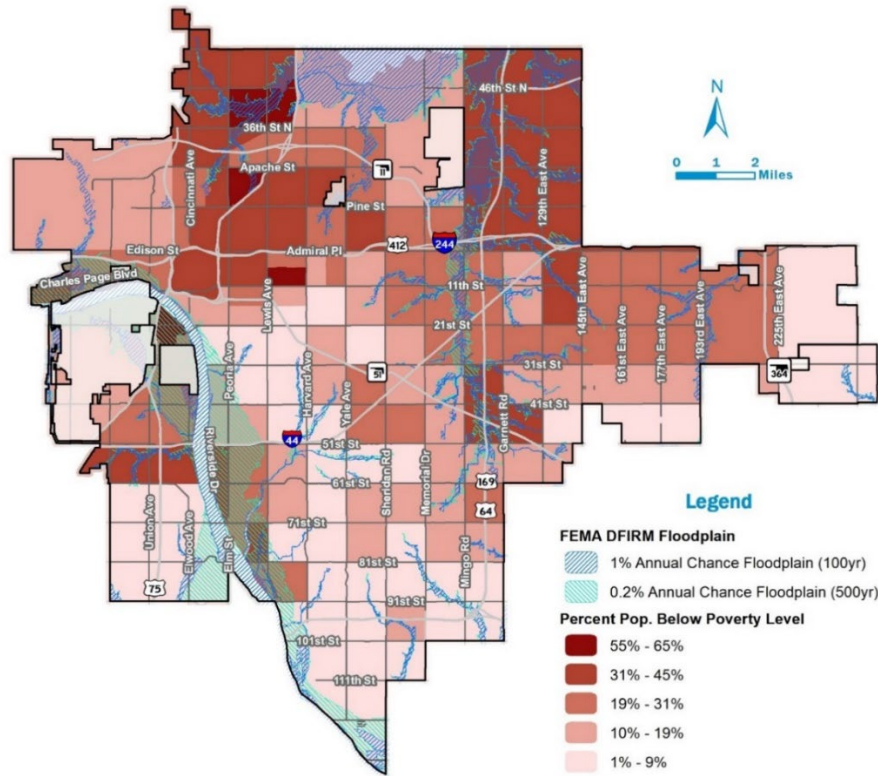 46th St N
N
36th St N
0 1 2
Miles
Cincinnati Ave
Apache St
11
129th East Ave
Pine St
Edison St
Admiral Pl
412
244
Charles Page Blvd
11th St
Lewis Ave
145th East Ave
161st East Ave
177th East Ave
193rd East Ave
225th East Ave
21st St
Peoria Ave
Harvard Ave
Yale Ave
51
31st St
364
41st St
Garnett Rd
44
51st St
Riverside Dr
Sheridan Rd
Memorial Dr
61st St
169
64
Union Ave
Elwood Ave
Elm St
71st St
Mingo Rd
81st St
75
91st St
101st St
111th St
Legend
FEMA DFIRM Floodplain
1% Annual Chance Floodplain (100yr)
0.2% Annual Chance Floodplain (500yr)
Percent Pop. Below Poverty Level
55% - 65%
31% - 45%
19% - 31%
10% - 19%
1% - 9%